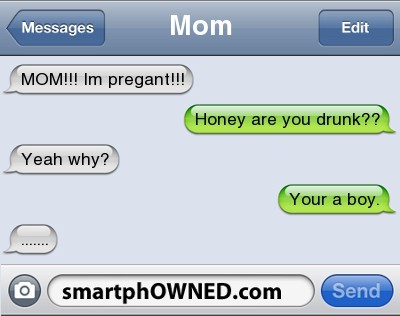 Messages
Mom
Edit
MOM!!! Im pregant!!!
Honey are you drunk??
Yeah why?
Your a boy.
.......
smartphOWNED.com
Send